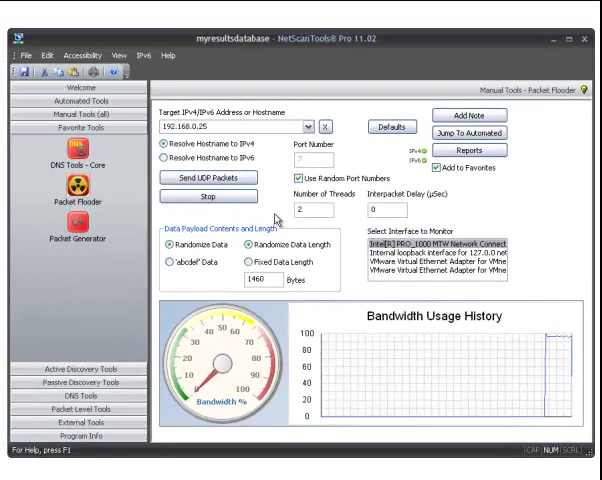 myresultsdatabase - NetScanTools® Pro 11.02
File Edit Accessibility View IPv6 Help
Welcome
Automated Tools
Manual Tools (all)
Favorite Tools
DNS Tools - Core
Packet Flooder
Packet Generator
Active Discovery Tools
Passive Discovery Tools
DNS Tools
Packet Level Tools
External Tools
Program Info
Manual Tools - Packet Flooder
Target IPv4/IPv6 Address or Hostname
192.168.0.25
X
Defaults
Add Note
Jump To Automated
Reports
IPv4
IPv6
Add to Favorites
Resolve Hostname to IPv4
Resolve Hostname to IPv6
Port Number
7
Use Random Port Numbers
Send UDP Packets
Stop
Number of Threads
2
Interpacket Delay (µSec)
0
Data Payload Contents and Length
Randomize Data
Randomize Data Length
'abcdef' Data
Fixed Data Length
1460 Bytes
Select Interface to Monitor
Intel[R] PRO_1000 MTW Network Connect
Internal loopback interface for 127.0.0 net
VMware Virtual Ethernet Adapter for VMne
VMware Virtual Ethernet Adapter for VMne
0 10 20 30 40 50 60 70 80 90 100
Bandwidth %
Bandwidth Usage History
100
80
60
40
20
0
For Help, press F1
CAP NUM SCRL